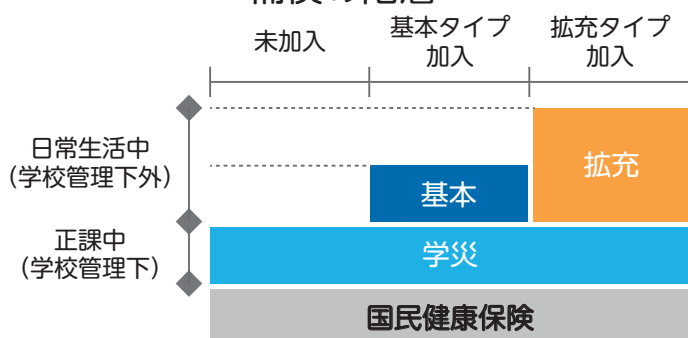 未加入
基本タイプ
加入
拡充タイプ
加入
日常生活中
(学校管理下外)
拡充
基本
正課中
(学校管理下)
学災
国民健康保険